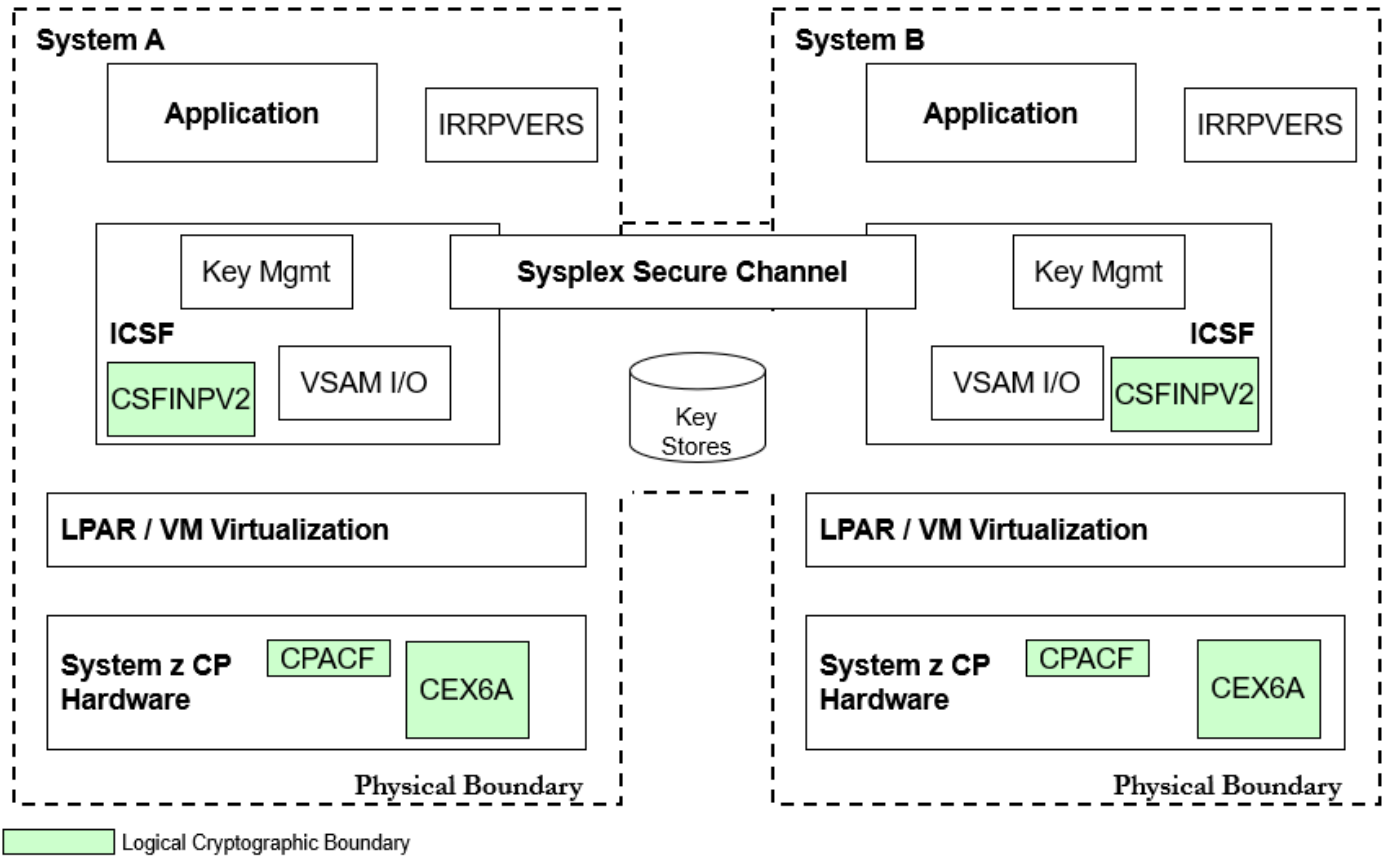 System A
Application
IRRPVERS
Key Mgmt
ICSF
CSFINPV2
VSAM I/O
LPAR / VM Virtualization
System z CP
Hardware
CPACF
CEX6A
Physical Boundary
Sysplex Secure Channel
Key
Stores
System B
Application
IRRPVERS
Key Mgmt
ICSF
VSAM I/O
CSFINPV2
LPAR / VM Virtualization
System z CP
Hardware
CPACF
CEX6A
Physical Boundary
Logical Cryptographic Boundary